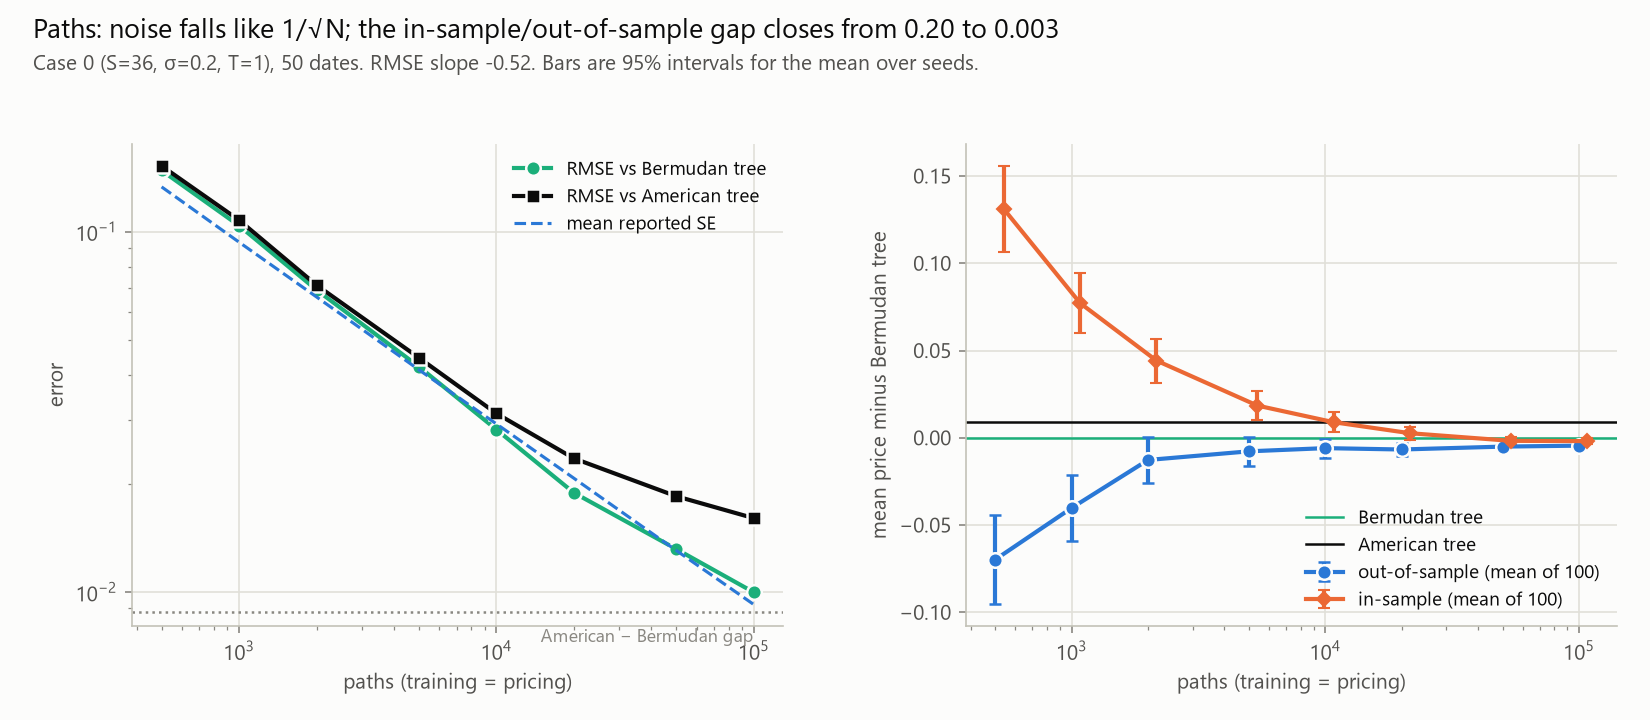 Paths: noise falls like 1/√N; the in-sample/out-of-sample gap closes from 0.20 to 0.003
Case 0 (S=36, σ=0.2, T=1), 50 dates. RMSE slope -0.52. Bars are 95% intervals for the mean over seeds.
RMSE vs Bermudan tree
RMSE vs American tree
mean reported SE
10⁻¹
10⁻²
error
American − Bermudan gap
10³
10⁴
10⁵
paths (training = pricing)
0.15
0.10
0.05
0.00
−0.05
−0.10
mean price minus Bermudan tree
Bermudan tree
American tree
out-of-sample (mean of 100)
in-sample (mean of 100)
10³
10⁴
10⁵
paths (training = pricing)